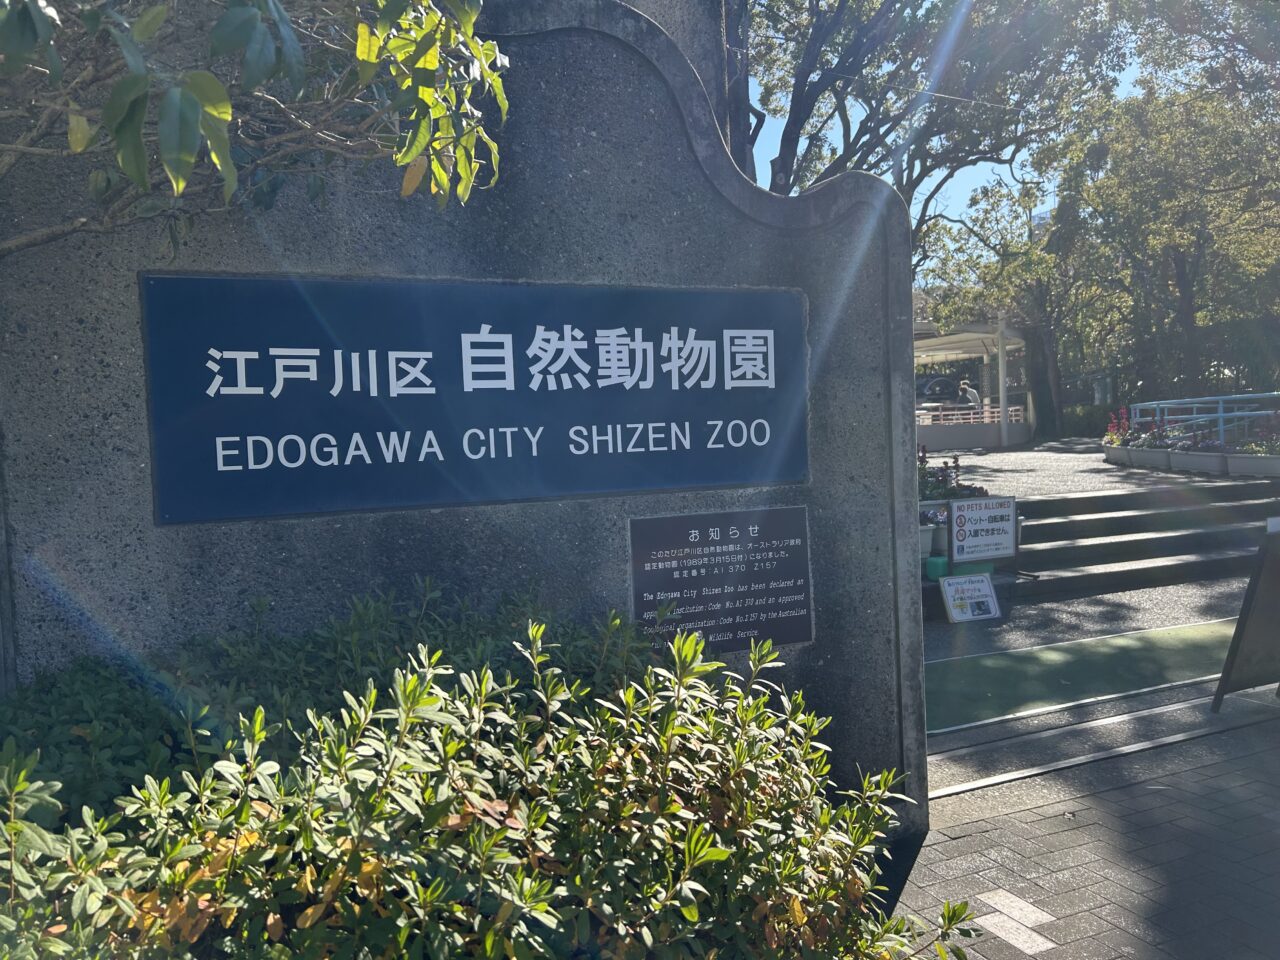 江戸川区 自然動物園
EDOGAWA CITY SHIZEN ZOO
お知らせ
このたび江戸川区自然動物園は、オーストラリア政府
認定動物園(1989年3月15日付)になりました。
認定番号:AI 370 Z157
The Edogawa City Shizen Zoo has been declared an
institution:Code No.AI 370 and an approved
Zoological organization:Code No.Z 157 by the Australian
Wildlife Service.
NO PETS ALLOWED
ペット・自転車は
入園できません。